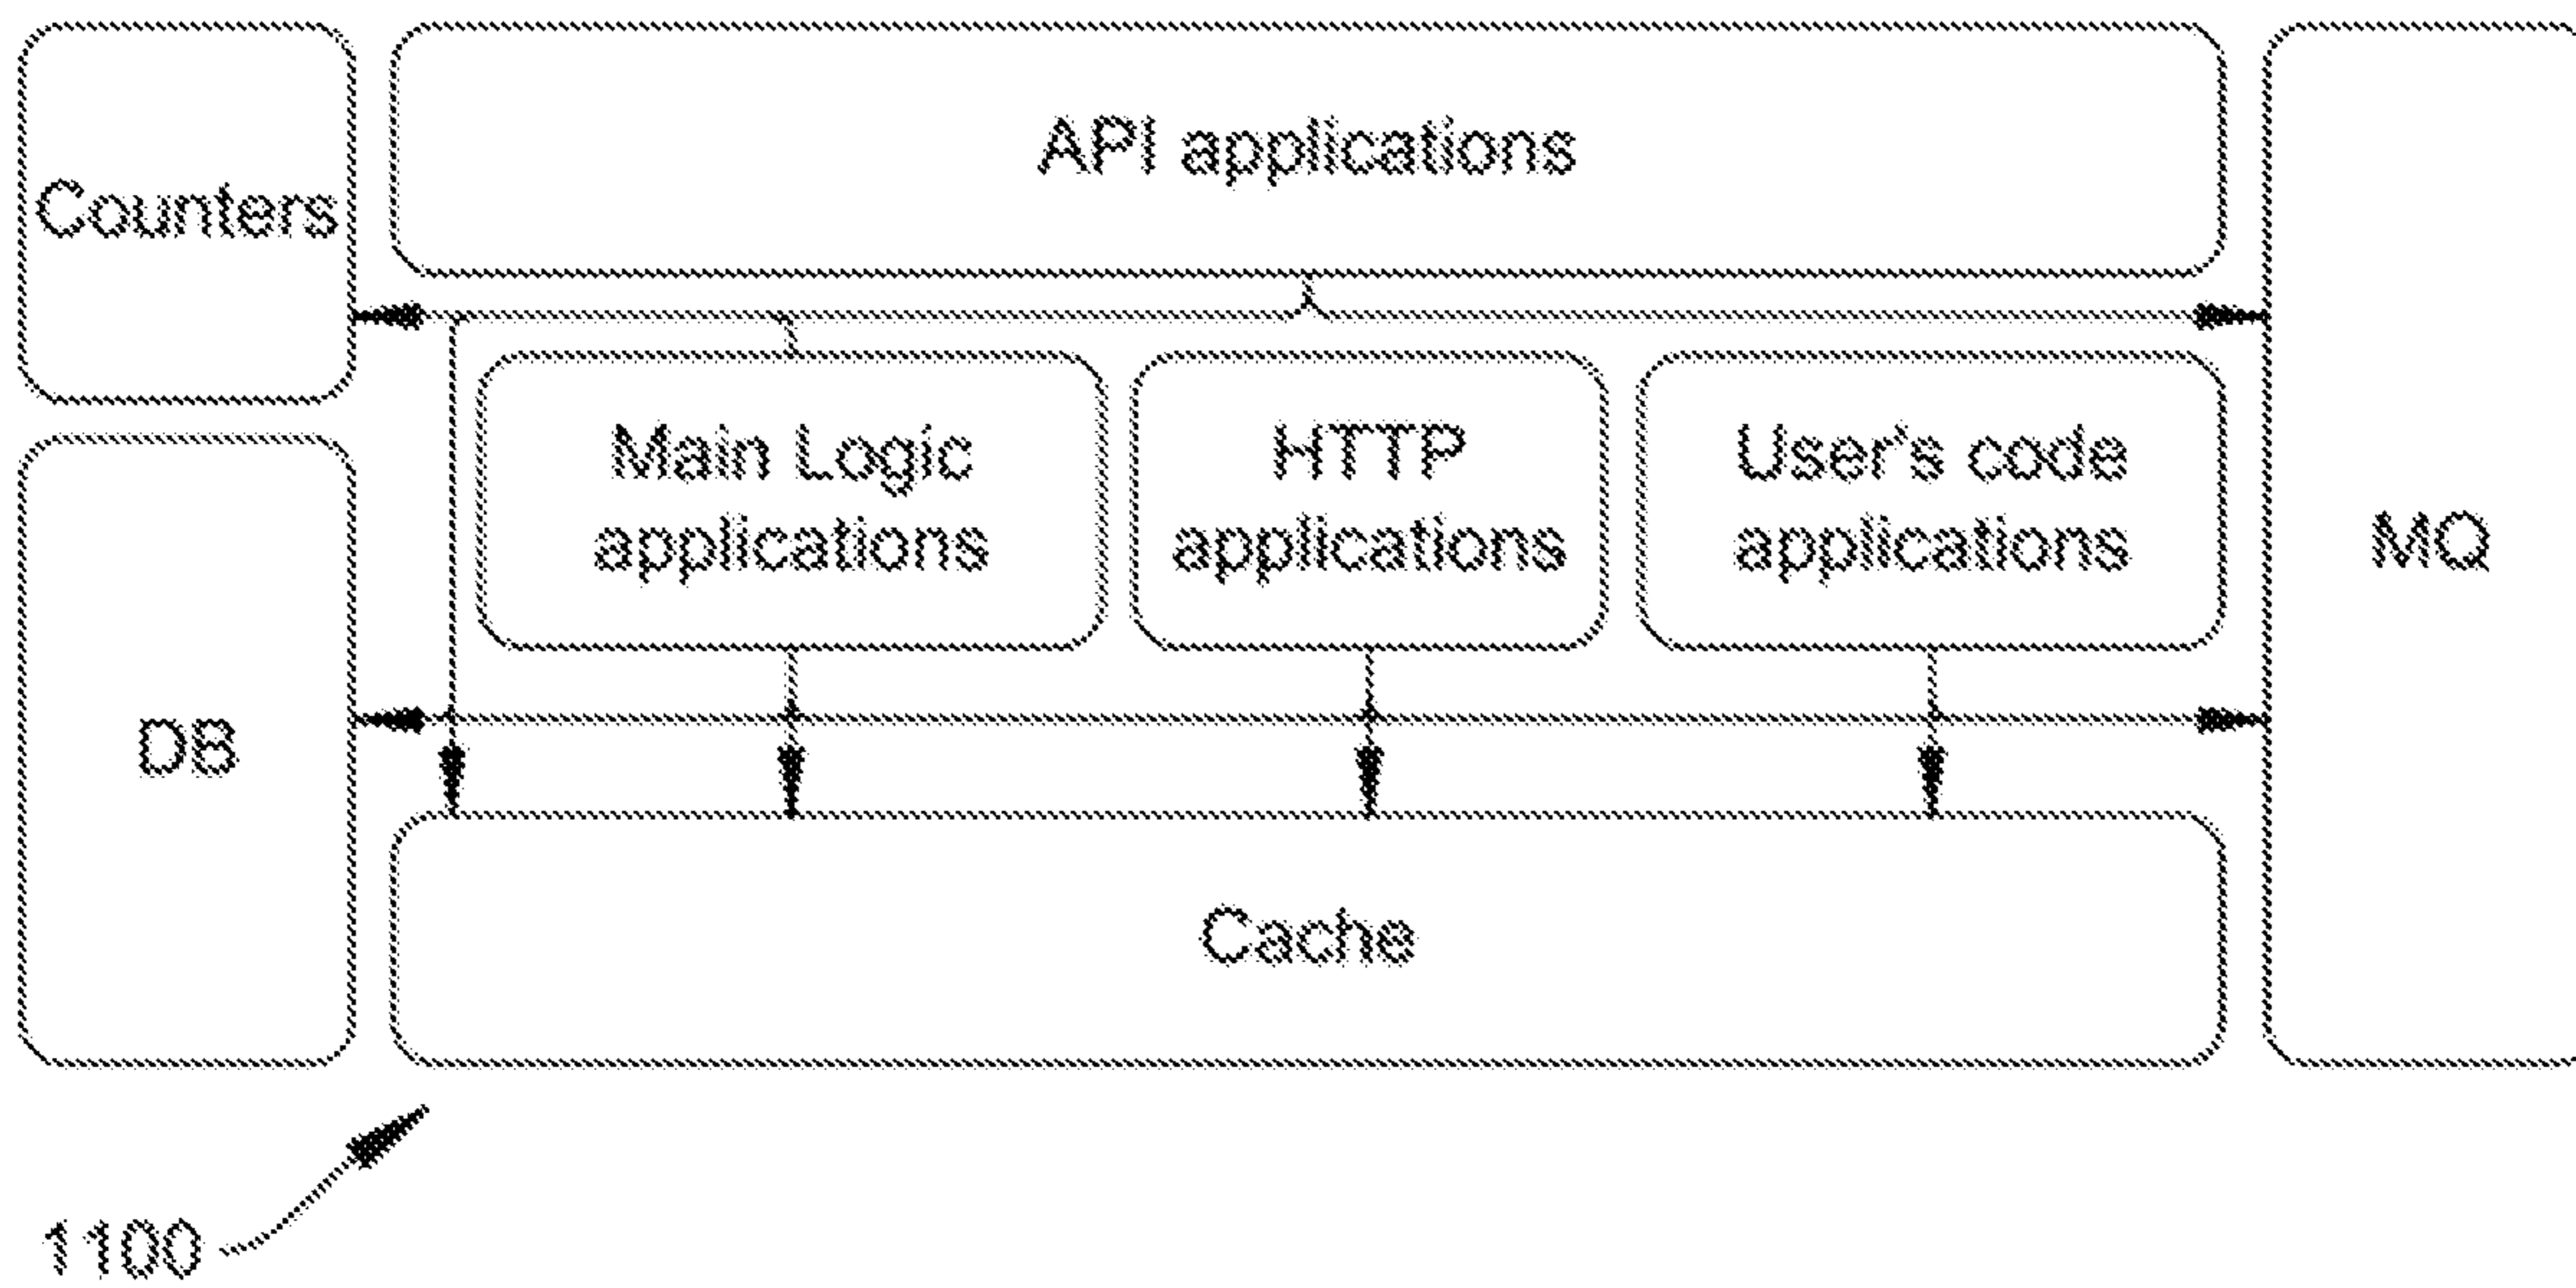 API applications
Counters
Main Logic
applications
HTTP
applications
User's code
applications
MQ
DB
Cache
1100